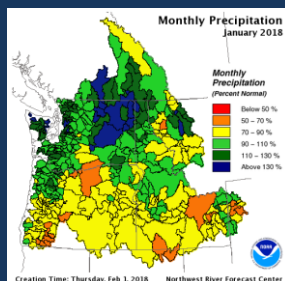 Monthly Precipitation
January 2018
Monthly
Precipitation
(Percent Normal)
Below 50 %
50 - 70 %
70 - 90 %
90 - 110 %
110 - 130 %
Above 130 %
noaa
Creation Time: Thursday, Feb 1, 2018 Northwest River Forecast Center